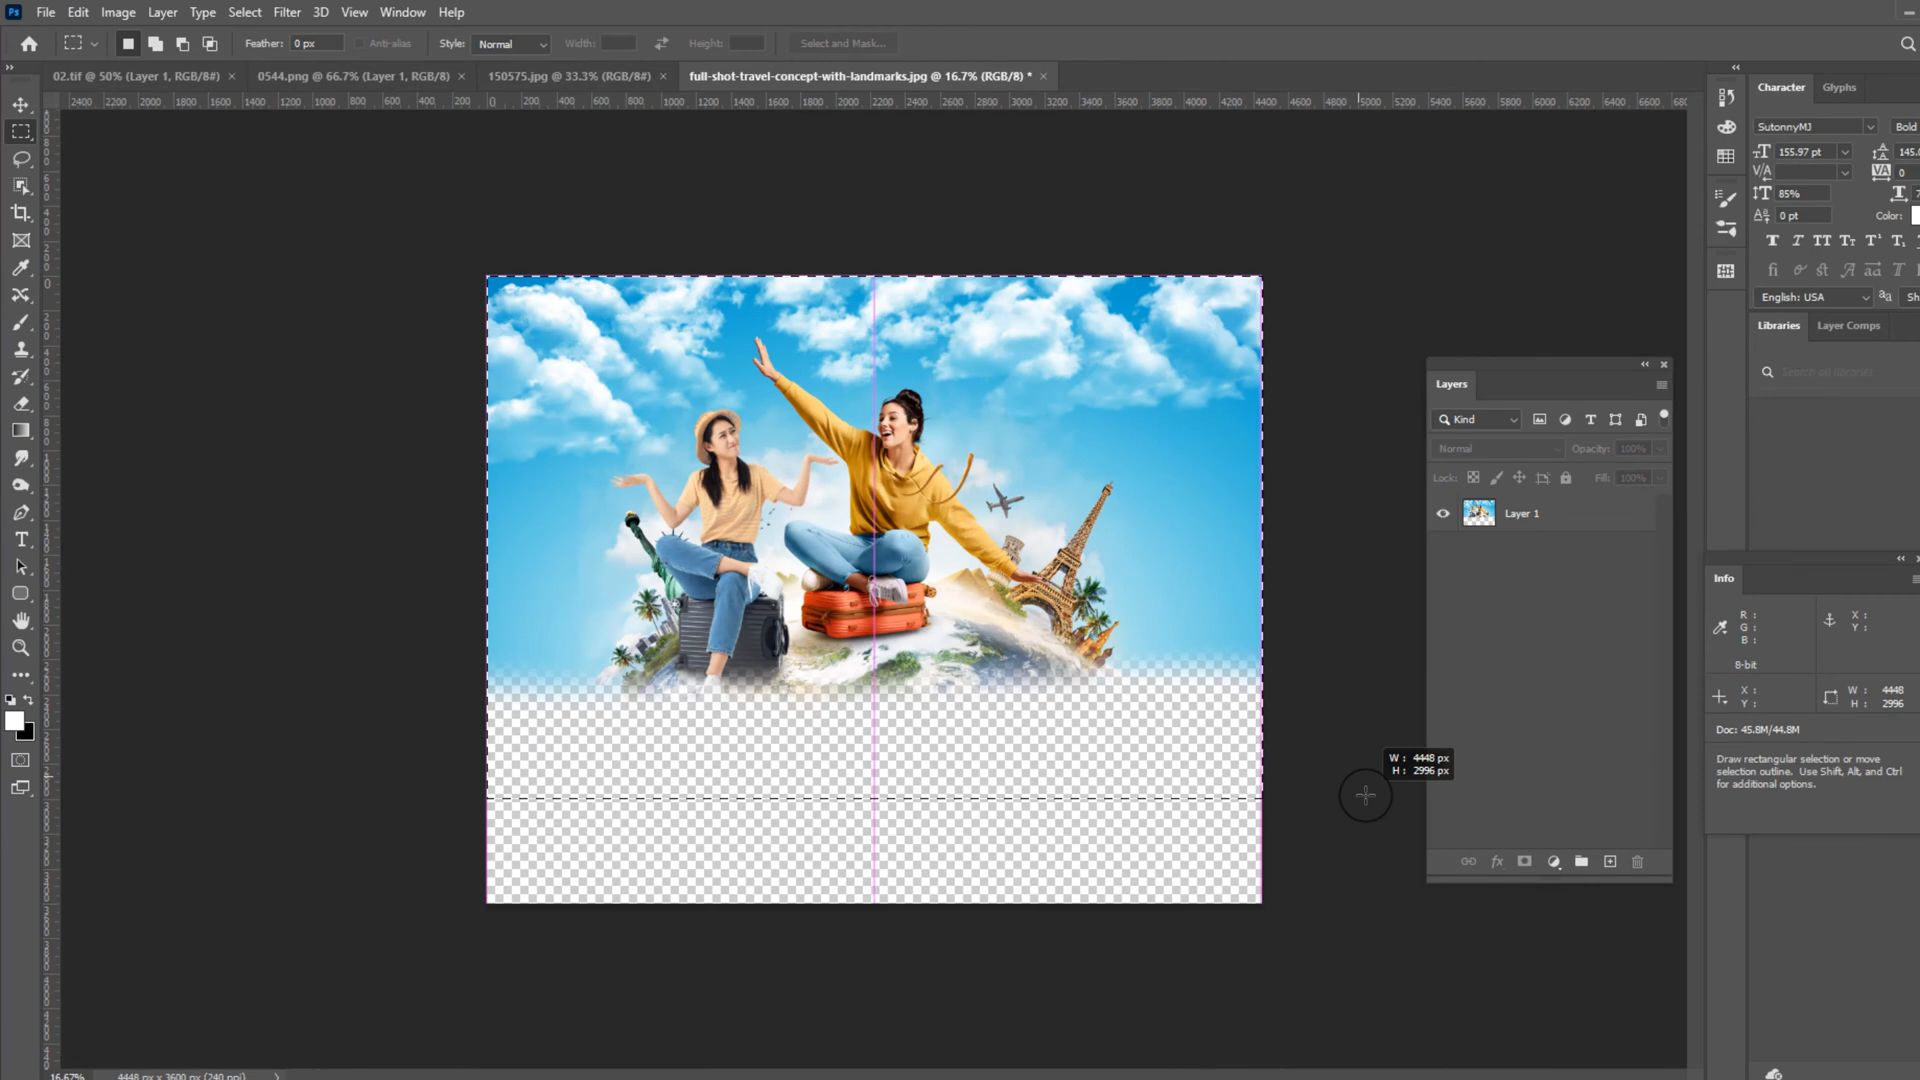 Ps File Edit Image Layer Type Select Filter 3D View Window Help
Feather: 0 px Anti-alias Style: Normal Width: Height: Select and Mask...
02.tif @ 50% (Layer 1, RGB/8#) × 0544.png @ 66.7% (Layer 1, RGB/8) × 150575.jpg @ 33.3% (RGB/8#) × full-shot-travel-concept-with-landmarks.jpg @ 16.7% (RGB/8) * ×
2400 2200 2000 1800 1600 1400 1200 1000 800 600 400 200 0 200 400 600 800 1000 1200 1400 1600 1800 2000 2200 2400 2600 2800 3000 3200 3400 3600 3800 4000 4200 4400 4600 4800 5000 5200 5400 5600 5800 6000 6200 6400 6600 680
Character Glyphs
SutonnyMJ Bold
155.97 pt 145.0
0
85%
0 pt Color:
English: USA
Libraries Layer Comps
Search all libraries
Layers
Kind
Normal Opacity: 100%
Lock: Fill: 100%
Layer 1
Info
R :
G :
B :
X :
Y :
8-bit
X :
Y :
W : 4448
H : 2996
Doc: 45.8M/44.8M
Draw rectangular selection or move
selection outline. Use Shift, Alt, and Ctrl
for additional options.
W : 4448 px
H : 2996 px
16.67% 4448 px x 3600 px (240 ppi)